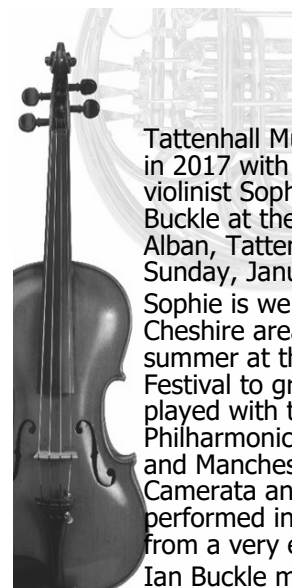 Tattenhall Mu
in 2017 with
violinist Soph
Buckle at the
Alban, Tatter
Sunday, Janu
Sophie is we
Cheshire area
summer at th
Festival to gr
played with t
Philharmonic
and Manches
Camerata an
performed in
from a very e
Ian Buckle m